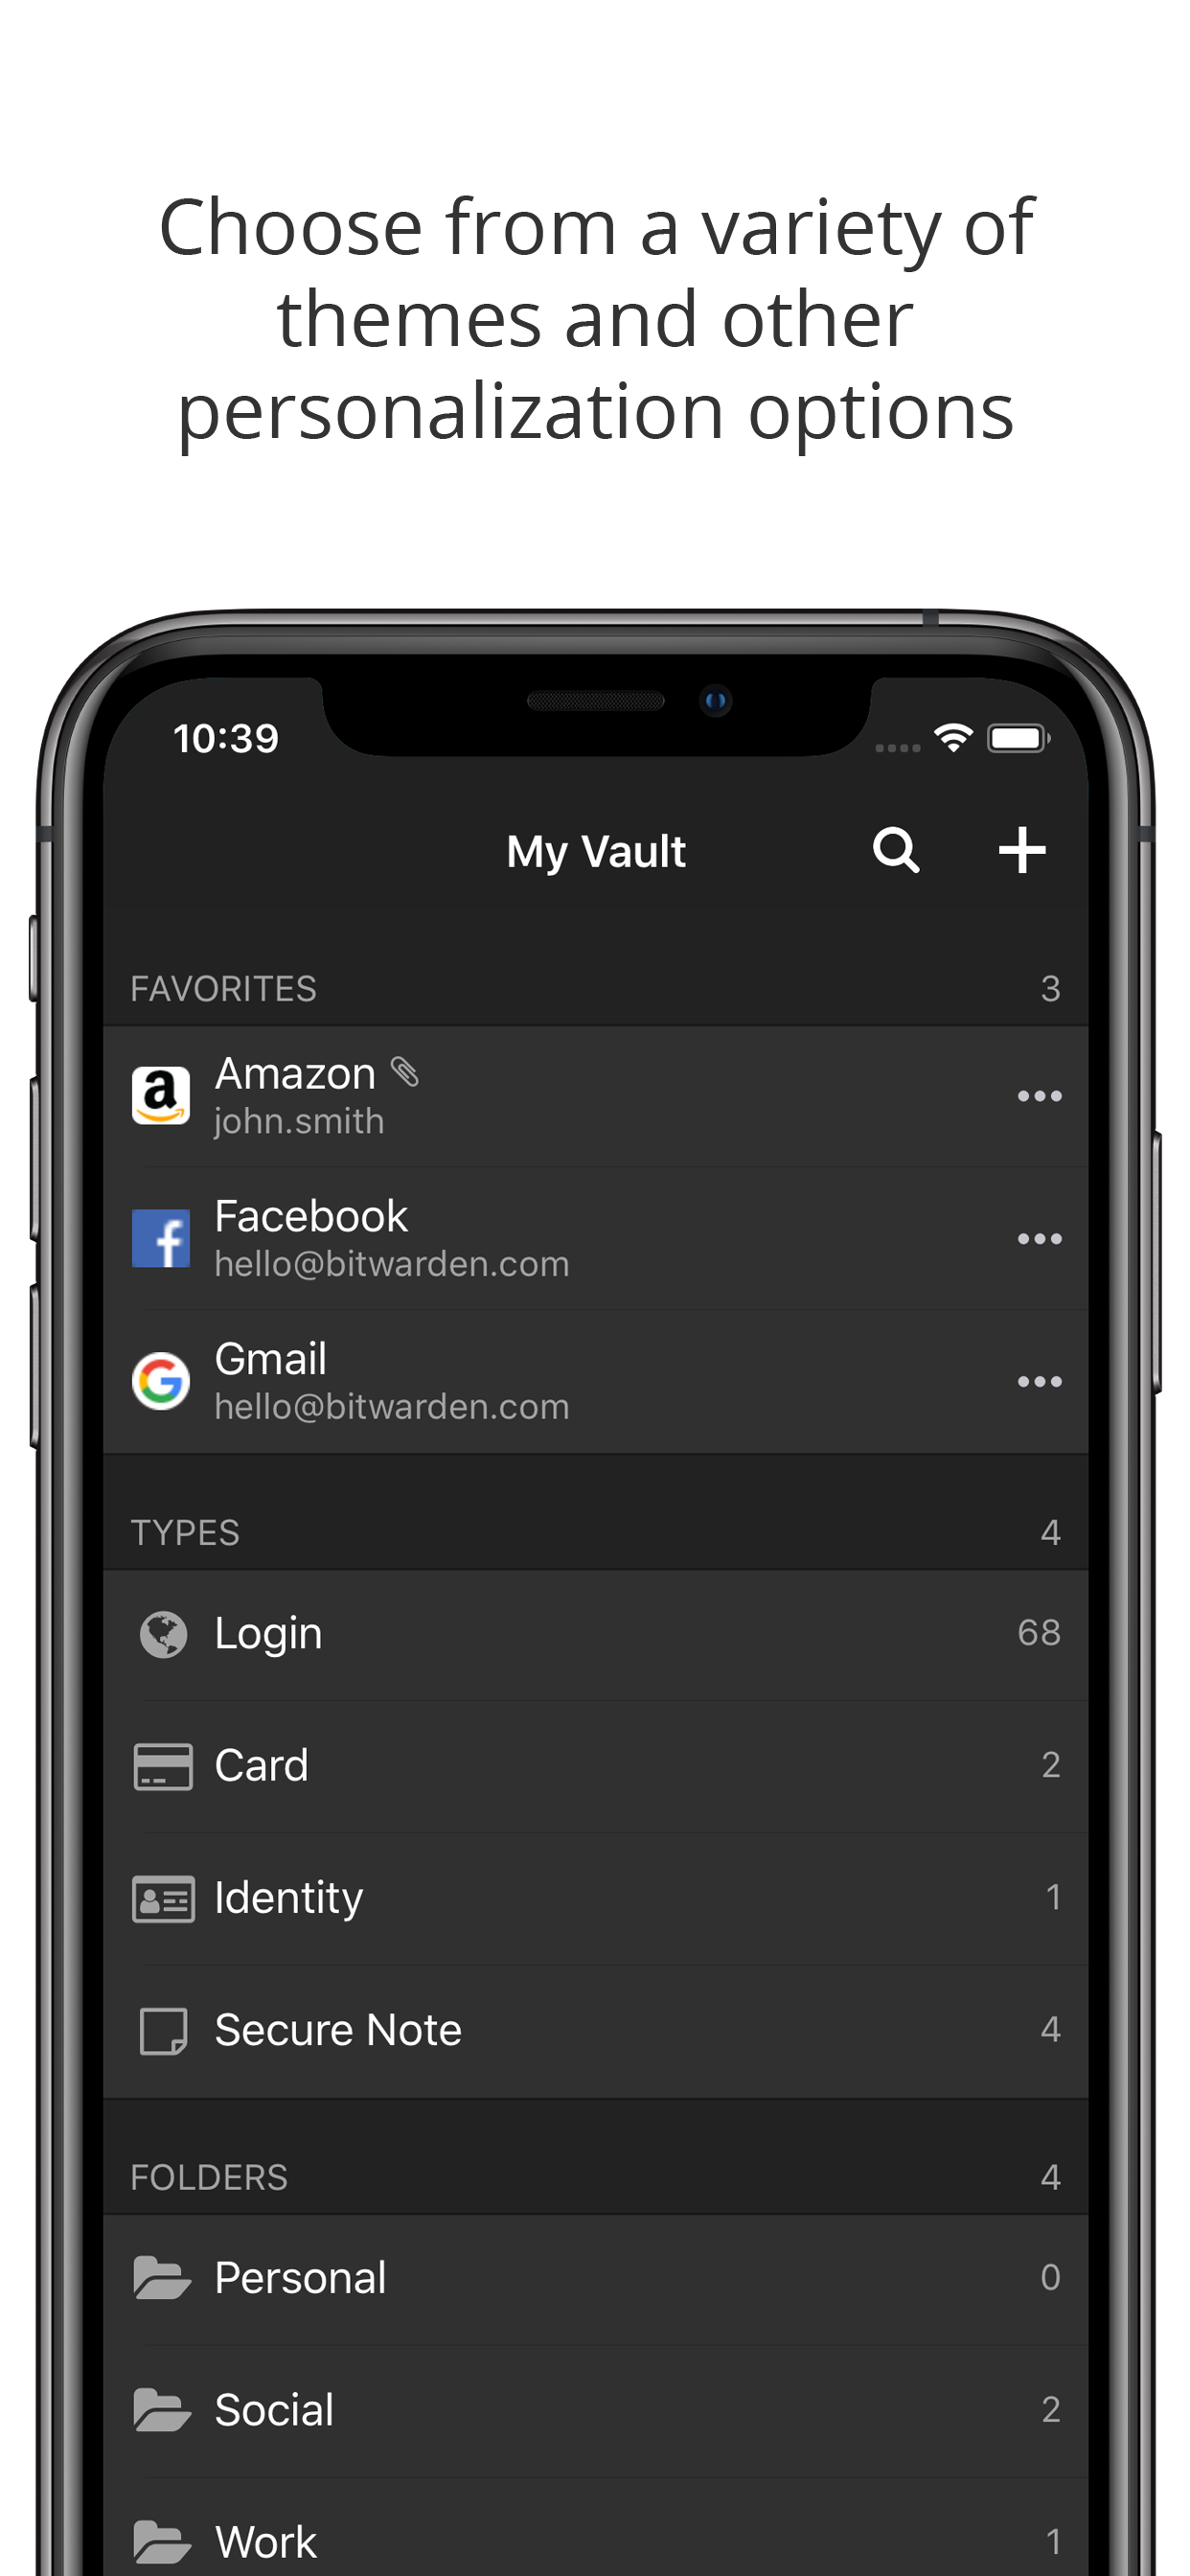 Choose from a variety of
themes and other
personalization options
10:39
My Vault
FAVORITES 3
Amazon
john.smith
Facebook
hello@bitwarden.com
Gmail
hello@bitwarden.com
TYPES 4
Login 68
Card 2
Identity 1
Secure Note 4
FOLDERS 4
Personal 0
Social 2
Work 1